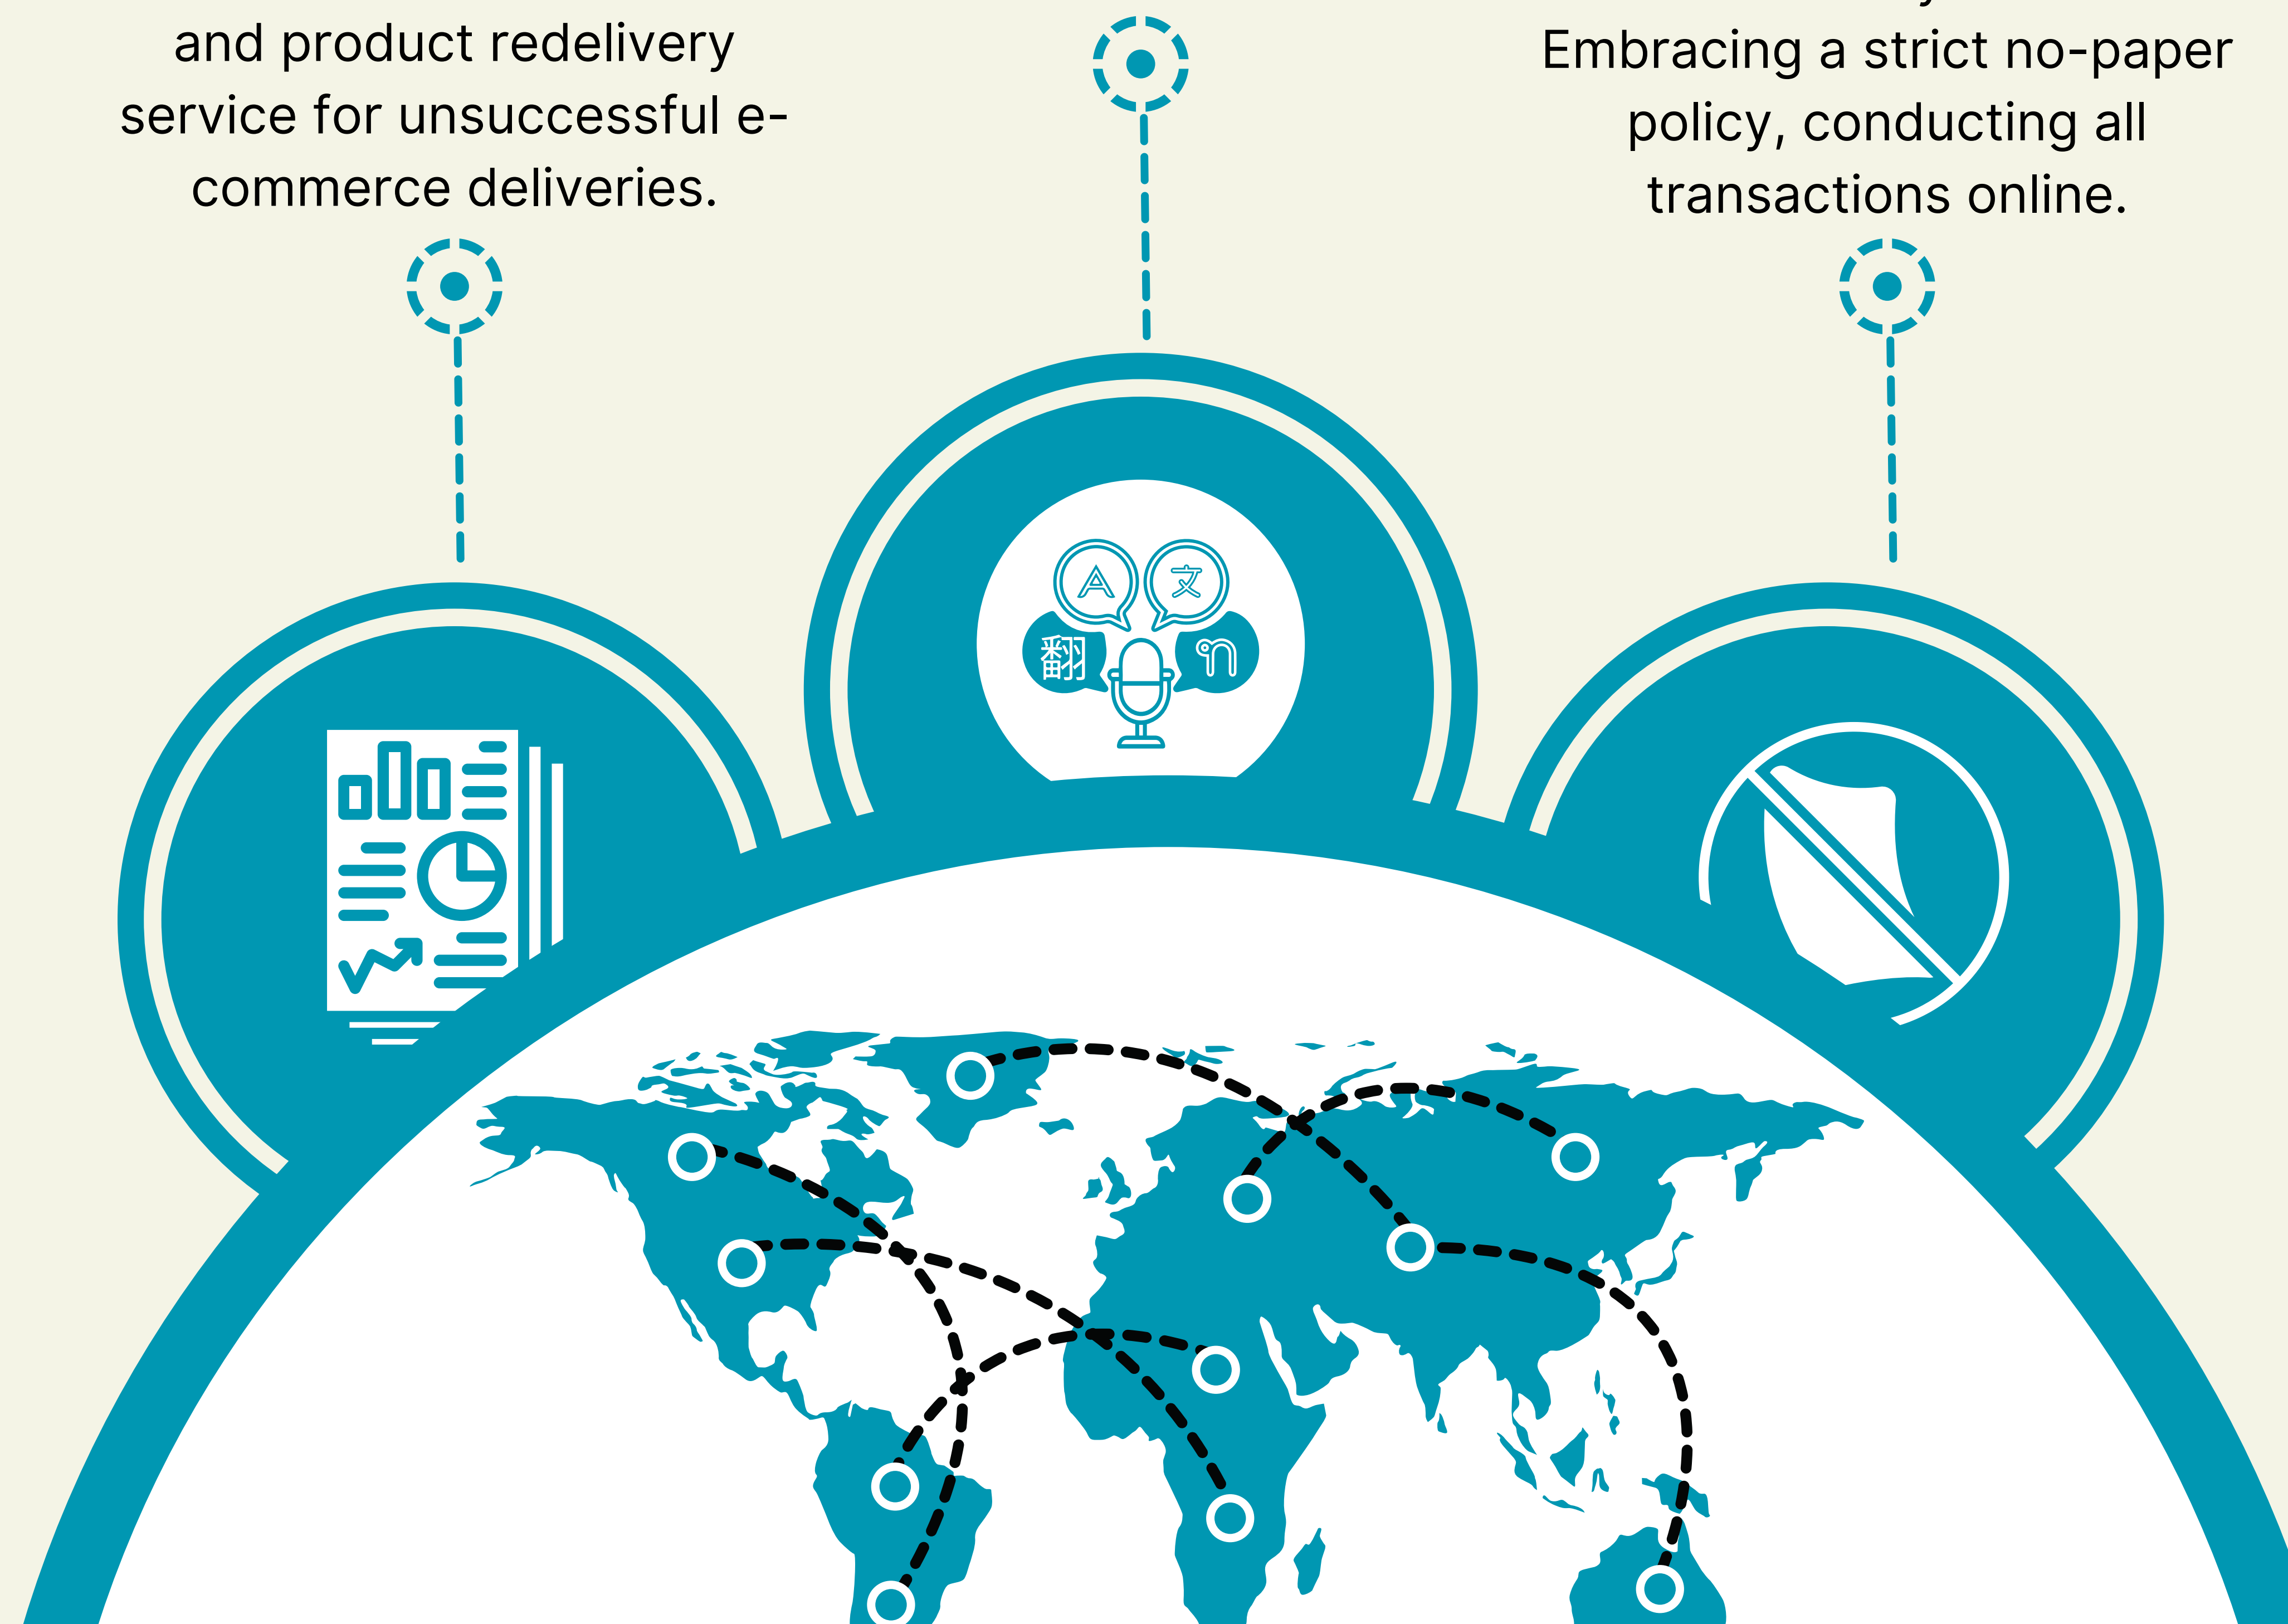 and product redelivery
service for unsuccessful e-
commerce deliveries.
Embracing a strict no-paper
policy, conducting all
transactions online.
A
文
翻
ก